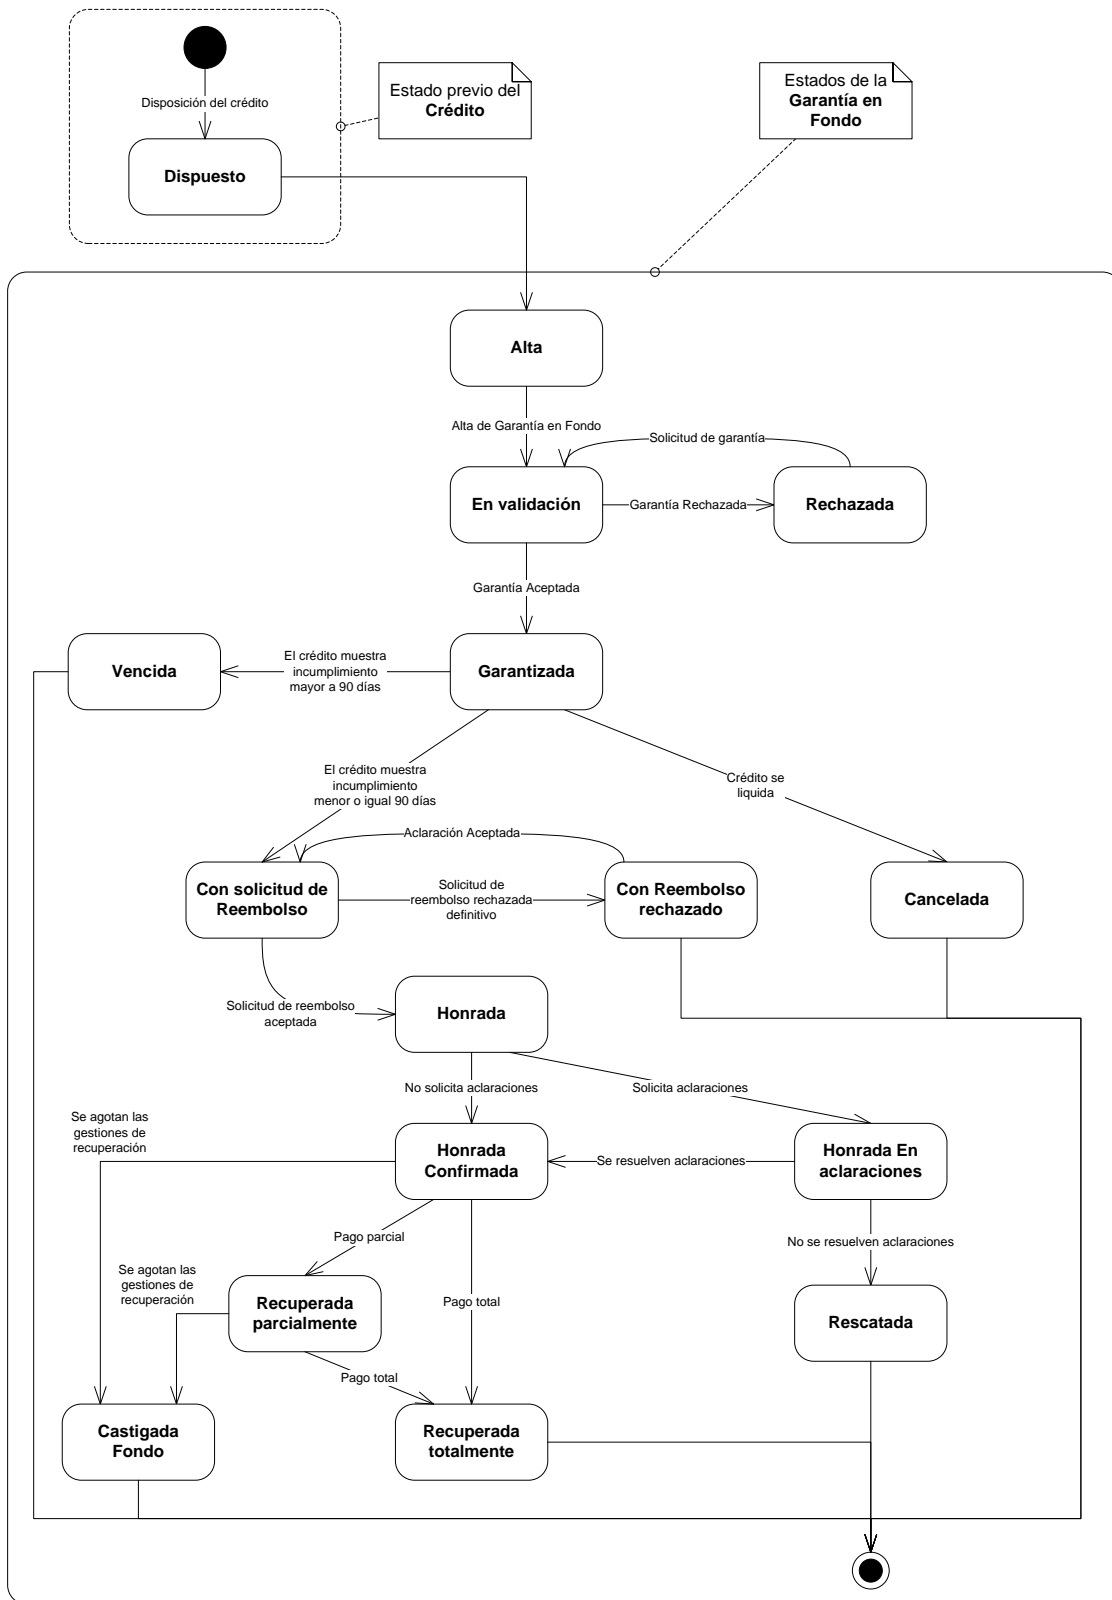 Estado previo del
Crédito
Estados de la
Garantía en
Fondo
Disposición del crédito
Dispuesto
Alta
Alta de Garantía en Fondo
Solicitud de garantía
En validación
Garantía Rechazada
Rechazada
Garantía Aceptada
Vencida
El crédito muestra
incumplimiento
mayor a 90 días
Garantizada
El crédito muestra
incumplimiento
menor o igual 90 días
Crédito se
liquida
Aclaración Aceptada
Con solicitud de
Reembolso
Solicitud de
reembolso rechazada
definitivo
Con Reembolso
rechazado
Cancelada
Solicitud de reembolso
aceptada
Honrada
No solicita aclaraciones
Solicita aclaraciones
Se agotan las
gestiones de
recuperación
Honrada
Confirmada
Se resuelven aclaraciones
Honrada En
aclaraciones
Pago parcial
No se resuelven aclaraciones
Se agotan las
gestiones de
recuperación
Recuperada
parcialmente
Pago total
Rescatada
Pago total
Castigada
Fondo
Recuperada
totalmente